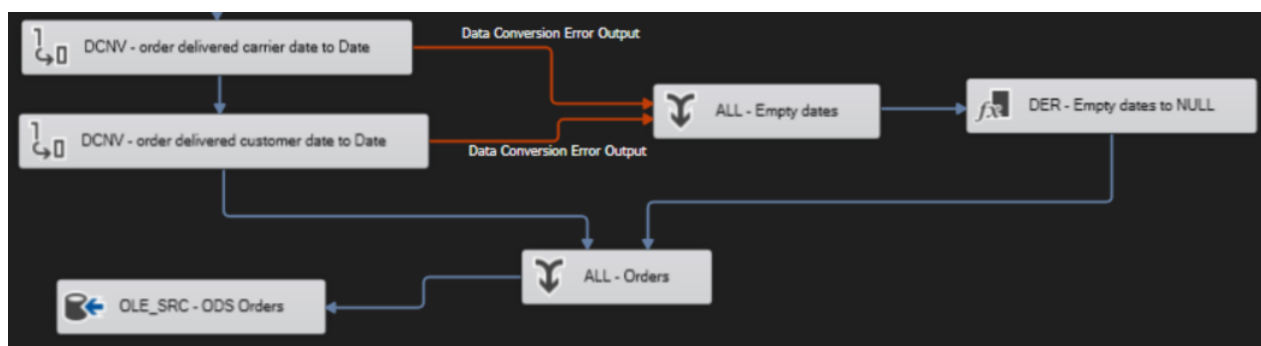 Data Conversion Error Output
DCNV - order delivered carrier date to Date
ALL - Empty dates
DER - Empty dates to NULL
DCNV - order delivered customer date to Date
Data Conversion Error Output
ALL - Orders
OLE_SRC - ODS Orders